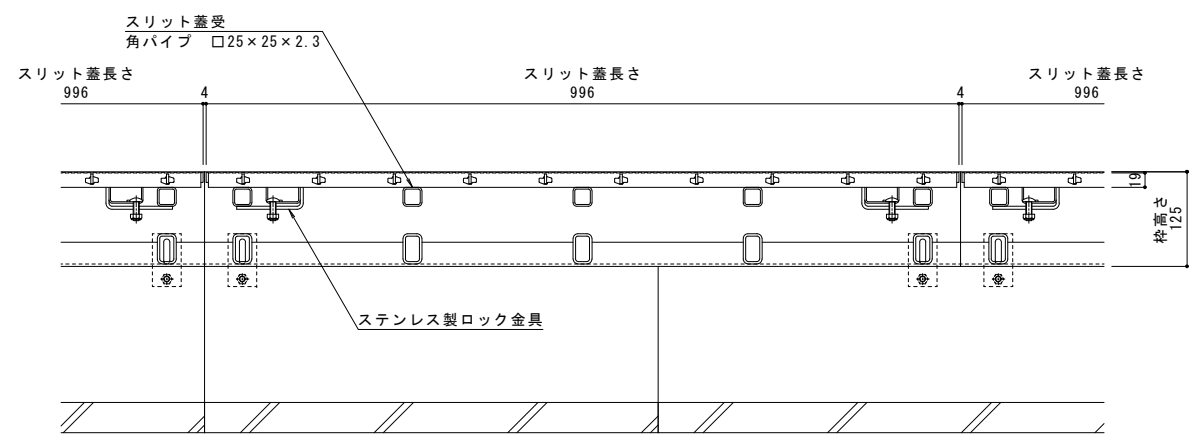 スリット蓋受
角パイプ □25×25×2.3
スリット蓋長さ
996
4
スリット蓋長さ
996
4
スリット蓋長さ
996
19
枠高さ
125
ステンレス製ロック金具